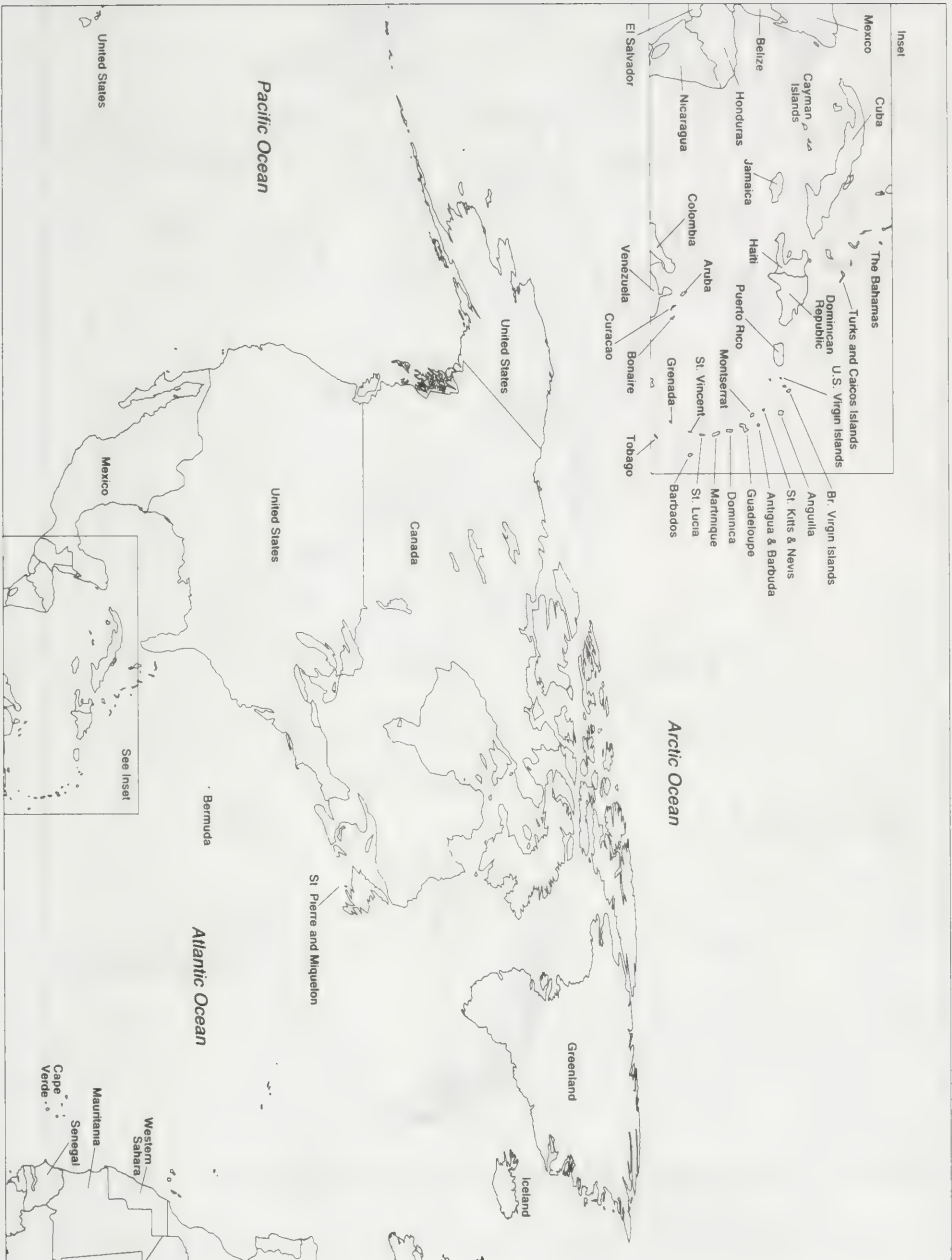 Inset
Mexico
Cuba
The Bahamas
Turks and Caicos Islands
U.S. Virgin Islands
Br. Virgin Islands
Anguilla
St. Kitts & Nevis
Antigua & Barbuda
Guadeloupe
Dominica
Martinique
St. Lucia
Barbados
Belize
Cayman
Islands
Dominican
Republic
Honduras
Jamaica
Haiti
Puerto Rico
Montserrat
El Salvador
Nicaragua
Colombia
Aruba
St. Vincent
Grenada
Venezuela
Curacao
Bonaire
Tobago
Arctic Ocean
United States
Greenland
Iceland
Canada
Pacific Ocean
United States
St Pierre and Miquelon
Atlantic Ocean
Bermuda
Mexico
United States
See Inset
Western
Sahara
Mauritania
Senegal
Cape
Verde